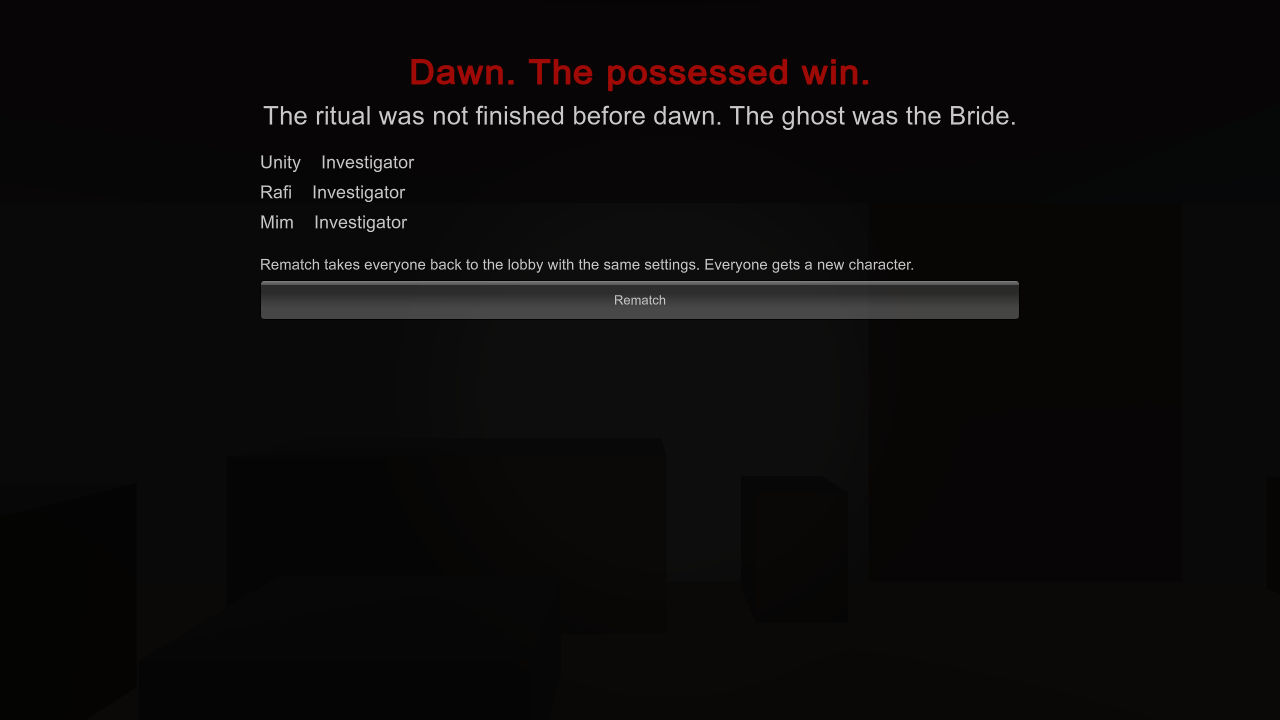 Dawn. The possessed win.
The ritual was not finished before dawn. The ghost was the Bride.
Unity Investigator
Rafi Investigator
Mim Investigator
Rematch takes everyone back to the lobby with the same settings. Everyone gets a new character.
Rematch